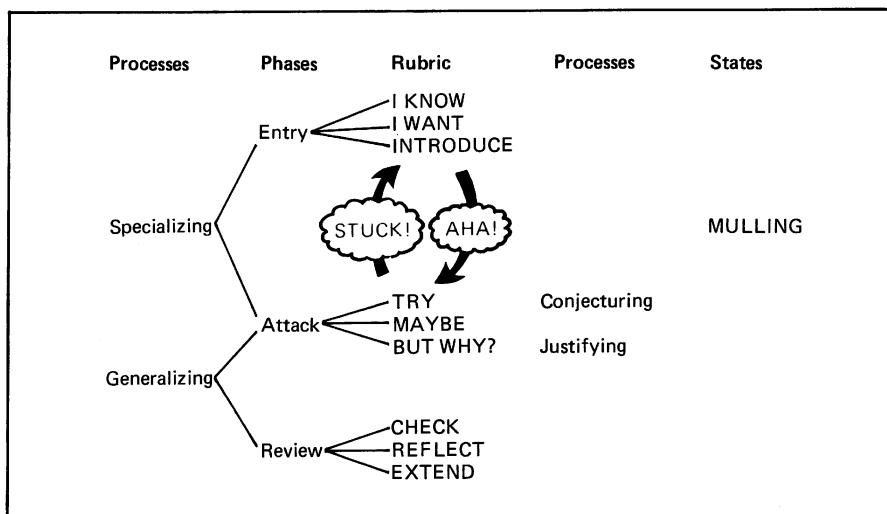 Processes Phases Rubric Processes States
I KNOW
Entry I WANT
INTRODUCE
Specializing STUCK! AHA! MULLING
TRY Conjecturing
Attack MAYBE
BUT WHY? Justifying
Generalizing
CHECK
Review REFLECT
EXTEND